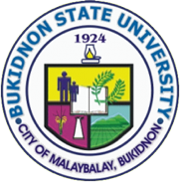 BUKIDNON STATE UNIVERSITY
1924
CITY OF MALAYBALAY, BUKIDNON